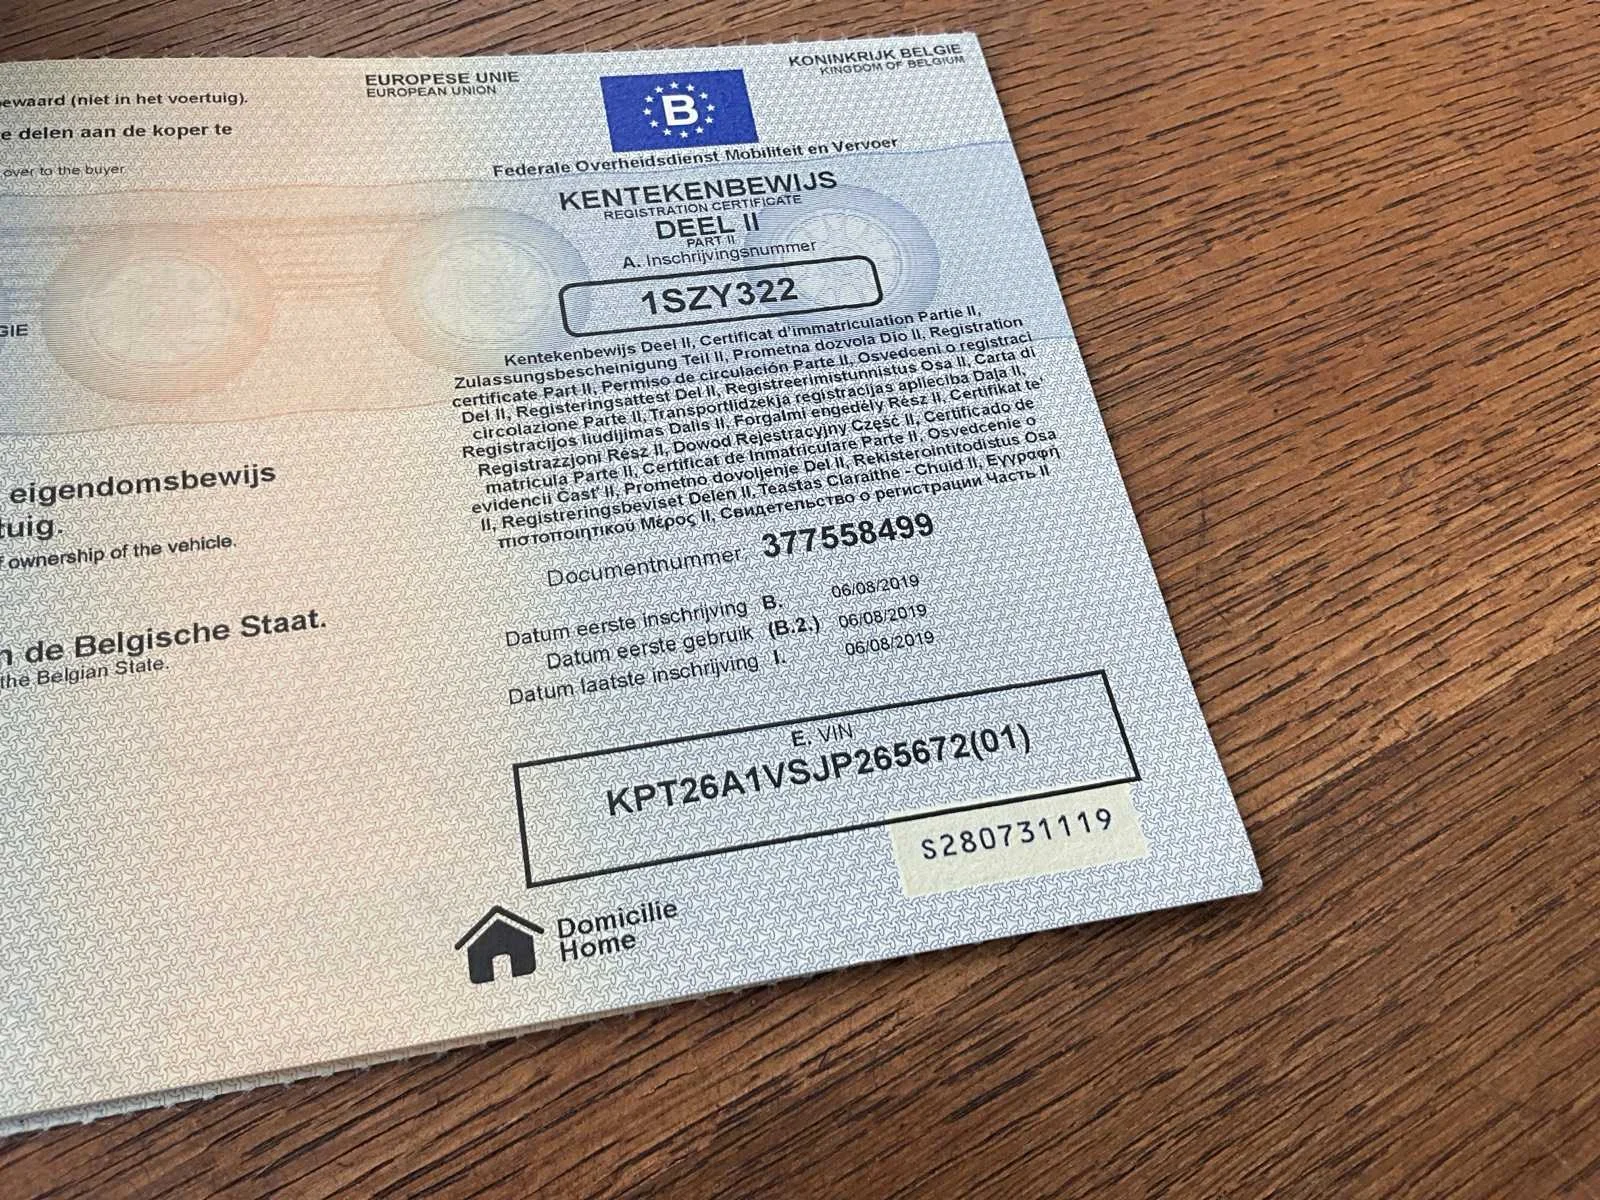 ewaard (niet in het voertuig).
e delen aan de koper te
over to the buyer.
GIE
eigendomsbewijs
tuig.
f ownership of the vehicle.
n de Belgische Staat.
the Belgian State.
EUROPESE UNIE
EUROPEAN UNION
B
KONINKRIJK BELGIE
KINGDOM OF BELGIUM
Federale Overheidsdienst Mobiliteit en Vervoer
KENTEKENBEWIJS
REGISTRATION CERTIFICATE
DEEL II
PART II
A. Inschrijvingsnummer
1SZY322
Kentekenbewijs Deel II, Certificat d'immatriculation Partie II,
Zulassungsbescheinigung Teil II, Prometna dozvola Dio II, Registration
certificate Part II, Permiso de circulación Parte II, Osvedceni o registraci
Del II, Registeringsattest Del II, Registreerimistunnistus Osa II, Carta di
circolazione Parte II, Transportlidzekja registracijas apliecība Daļa II,
Registracijos liudijimas Dalis II, Forgalmi engedély Rész II, Certifikat te'
Registrazzjoni Rész II, Dowod Rejestracyjny Część II, Certificado de
matricula Parte II, Certificat de Inmatriculare Parte II, Osvedcenie o
evidencii Časť II, Prometno dovoljenje Del II, Rekisterointitodistus Osa
II, Registreringsbeviset Delen II, Teastas Claraithe - Chuid II, Εγγραφή
πιστοποιητικού Μέρος II, Свидетельство о регистрации Часть II
Documentnummer: 377558499
Datum eerste inschrijving B. 06/08/2019
Datum eerste gebruik (B.2.) 06/08/2019
Datum laatste inschrijving I. 06/08/2019
E. VIN
KPT26A1VSJP265672(01)
S280731119
Domicilie
Home